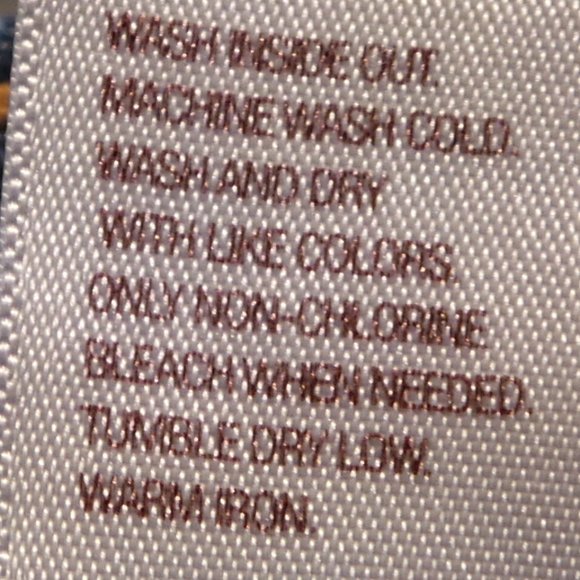 WASH INSIDE OUT.
MACHINE WASH COLD.
WASH AND DRY
WITH LIKE COLORS.
ONLY NON-CHLORINE
BLEACH WHEN NEEDED.
TUMBLE DRY LOW.
WARM IRON.